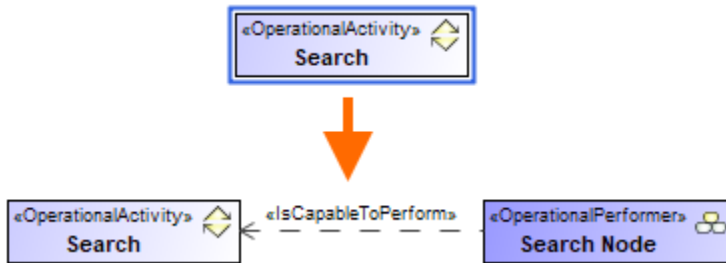 «OperationalActivity»
Search
«OperationalActivity»
Search
«IsCapableToPerform»
«OperationalPerformer»
Search Node